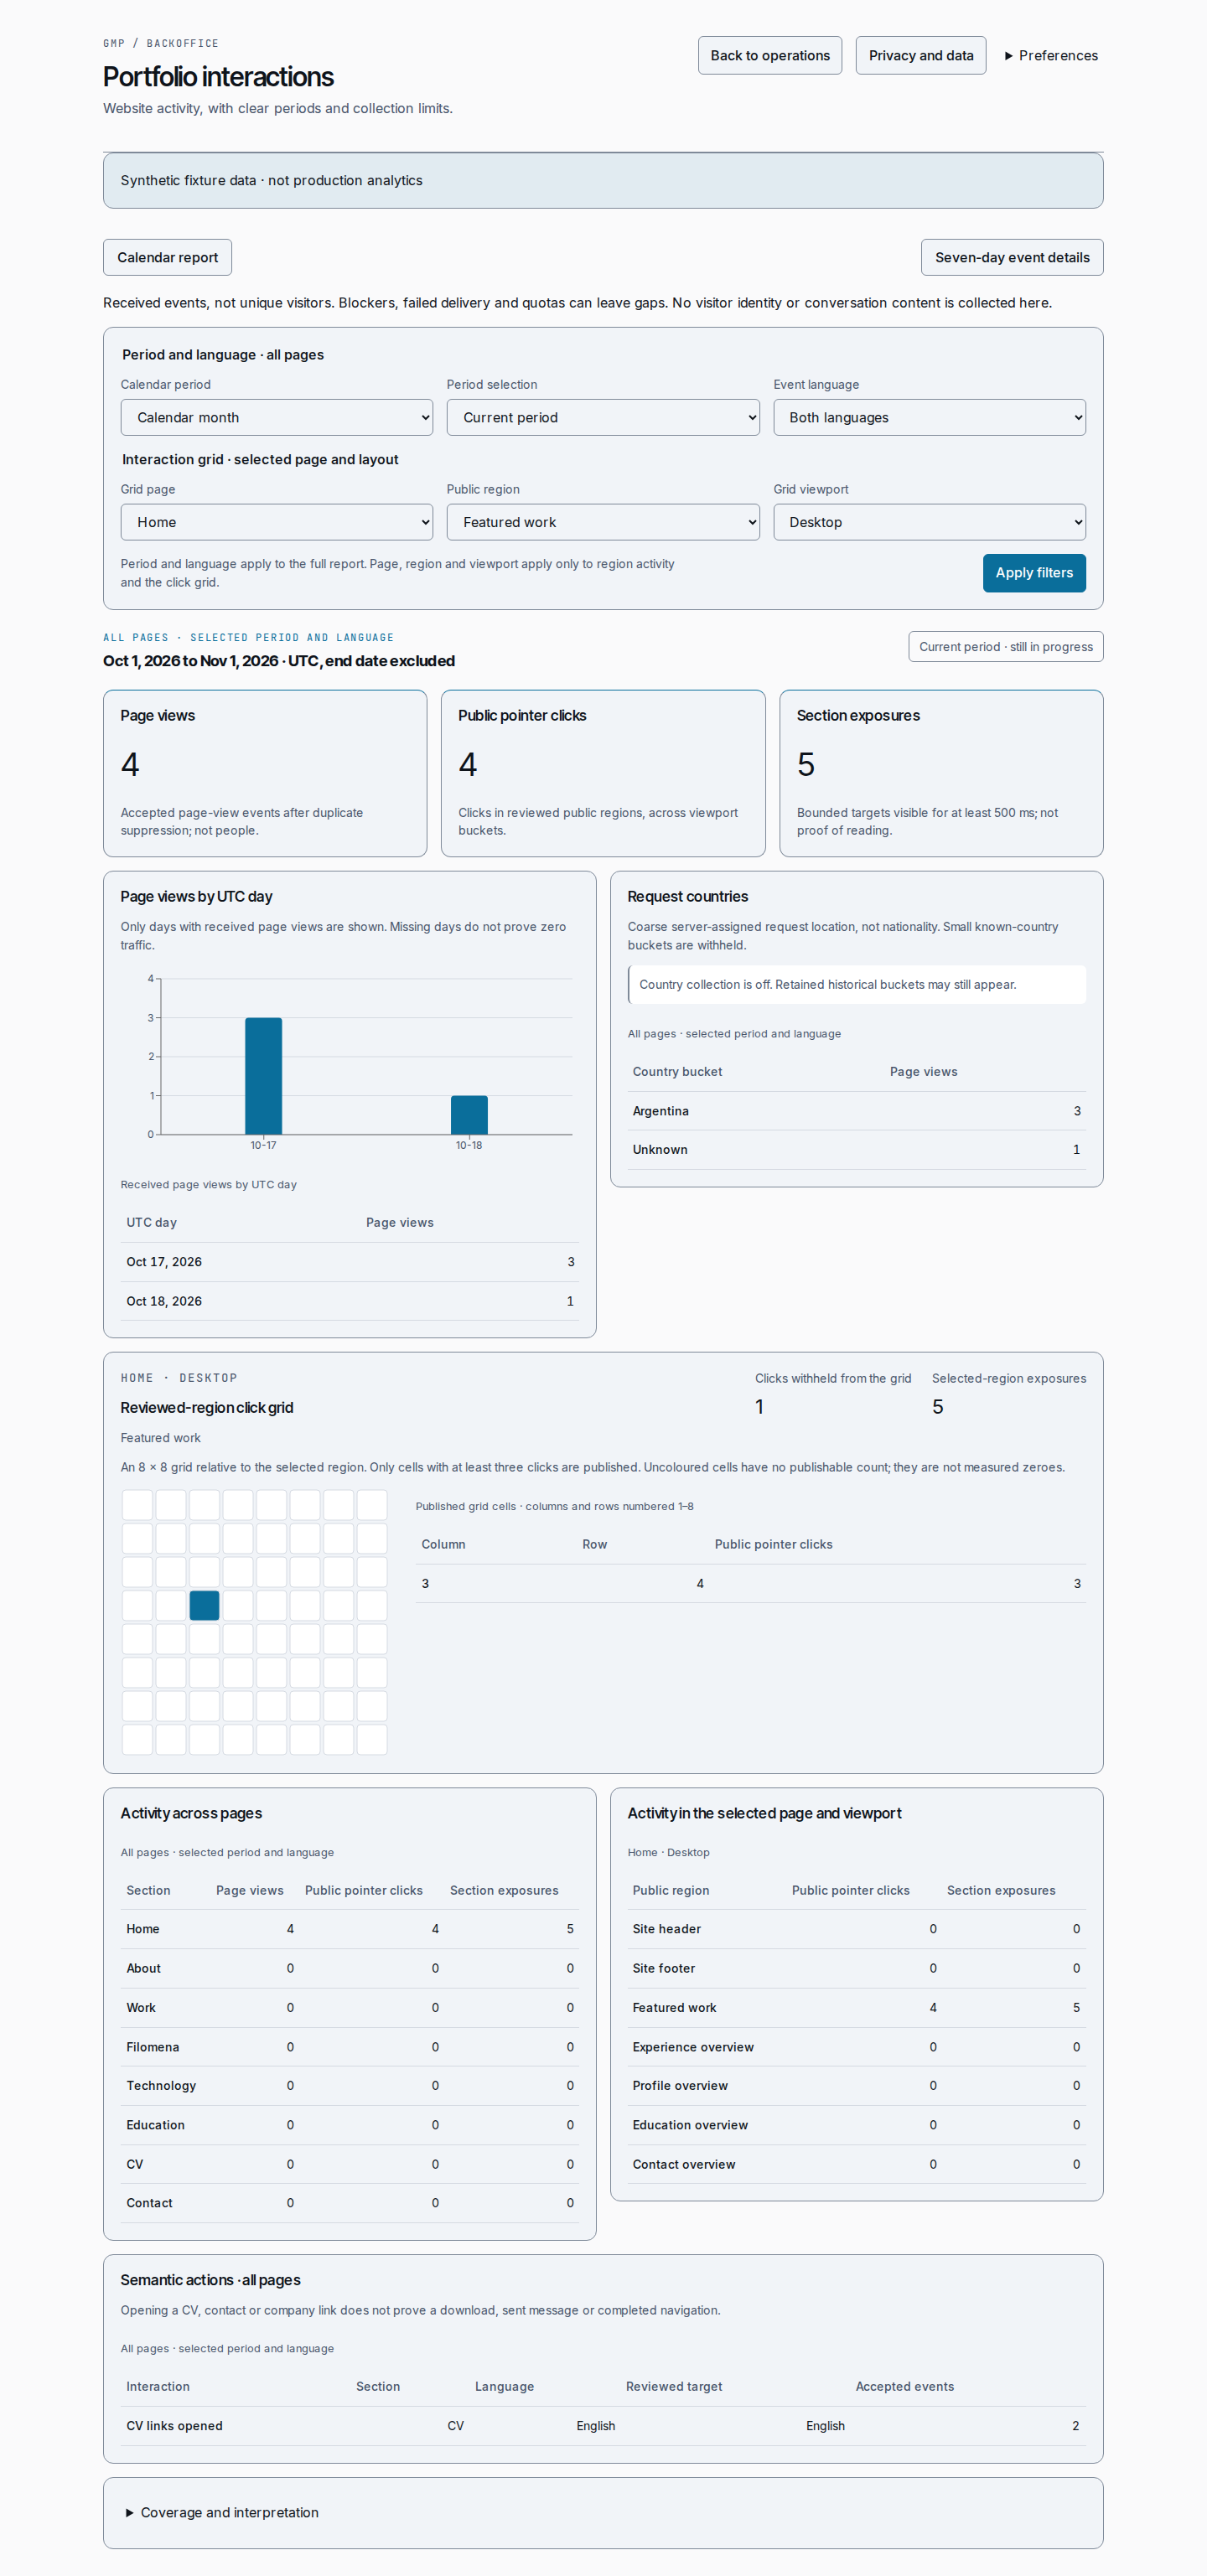 GMP / BACKOFFICE
Portfolio interactions
Website activity, with clear periods and collection limits.
Back to operations
Privacy and data
▶ Preferences
Synthetic fixture data · not production analytics
Calendar report
Seven-day event details
Received events, not unique visitors. Blockers, failed delivery and quotas can leave gaps. No visitor identity or conversation content is collected here.
Period and language · all pages
Calendar period
Period selection
Event language
Calendar month
Current period
Both languages
Interaction grid · selected page and layout
Grid page
Public region
Grid viewport
Home
Featured work
Desktop
Period and language apply to the full report. Page, region and viewport apply only to region activity
and the click grid.
Apply filters
ALL PAGES · SELECTED PERIOD AND LANGUAGE
Oct 1, 2026 to Nov 1, 2026 · UTC, end date excluded
Current period · still in progress
Page views
4
Accepted page-view events after duplicate
suppression; not people.
Public pointer clicks
4
Clicks in reviewed public regions, across viewport
buckets.
Section exposures
5
Bounded targets visible for at least 500 ms; not
proof of reading.
Page views by UTC day
Only days with received page views are shown. Missing days do not prove zero
traffic.
4
3
2
1
0
10-17
10-18
Received page views by UTC day
UTC day Page views
Oct 17, 2026 3
Oct 18, 2026 1
Request countries
Coarse server-assigned request location, not nationality. Small known-country
buckets are withheld.
Country collection is off. Retained historical buckets may still appear.
All pages · selected period and language
Country bucket Page views
Argentina 3
Unknown 1
HOME · DESKTOP
Reviewed-region click grid
Featured work
Clicks withheld from the grid
1
Selected-region exposures
5
An 8 × 8 grid relative to the selected region. Only cells with at least three clicks are published. Uncoloured cells have no publishable count; they are not measured zeroes.
Published grid cells · columns and rows numbered 1–8
Column Row Public pointer clicks
3 4 3
Activity across pages
All pages · selected period and language
Section Page views Public pointer clicks Section exposures
Home 4 4 5
About 0 0 0
Work 0 0 0
Filomena 0 0 0
Technology 0 0 0
Education 0 0 0
CV 0 0 0
Contact 0 0 0
Activity in the selected page and viewport
Home · Desktop
Public region Public pointer clicks Section exposures
Site header 0 0
Site footer 0 0
Featured work 4 5
Experience overview 0 0
Profile overview 0 0
Education overview 0 0
Contact overview 0 0
Semantic actions · all pages
Opening a CV, contact or company link does not prove a download, sent message or completed navigation.
All pages · selected period and language
Interaction Section Language Reviewed target Accepted events
CV links opened CV English English 2
▶ Coverage and interpretation